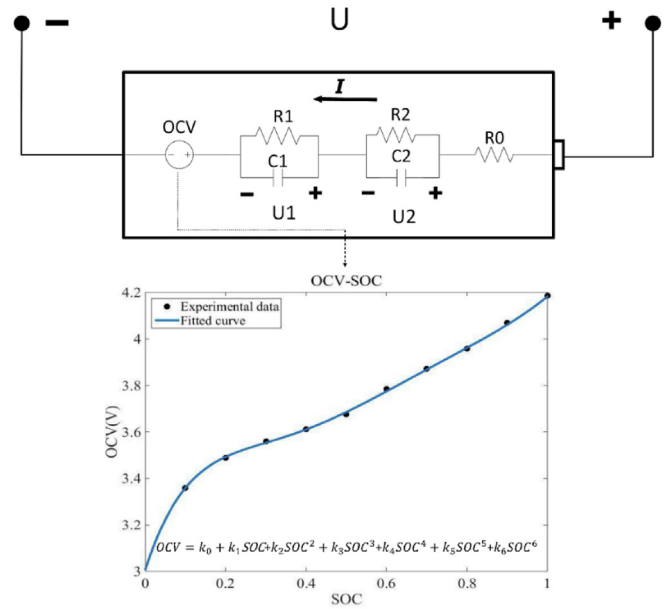 − U +
I
R1 R2
OCV R0
C1 C2
− + − +
U1 U2
OCV-SOC
4.2
Experimental data
Fitted curve
4
3.8
OCV(V)
3.6
3.4
3.2
OCV = k₀ + k₁SOC+k₂SOC² + k₃SOC³+k₄SOC⁴ + k₅SOC⁵+k₆SOC⁶
3
0 0.2 0.4 0.6 0.8 1
SOC